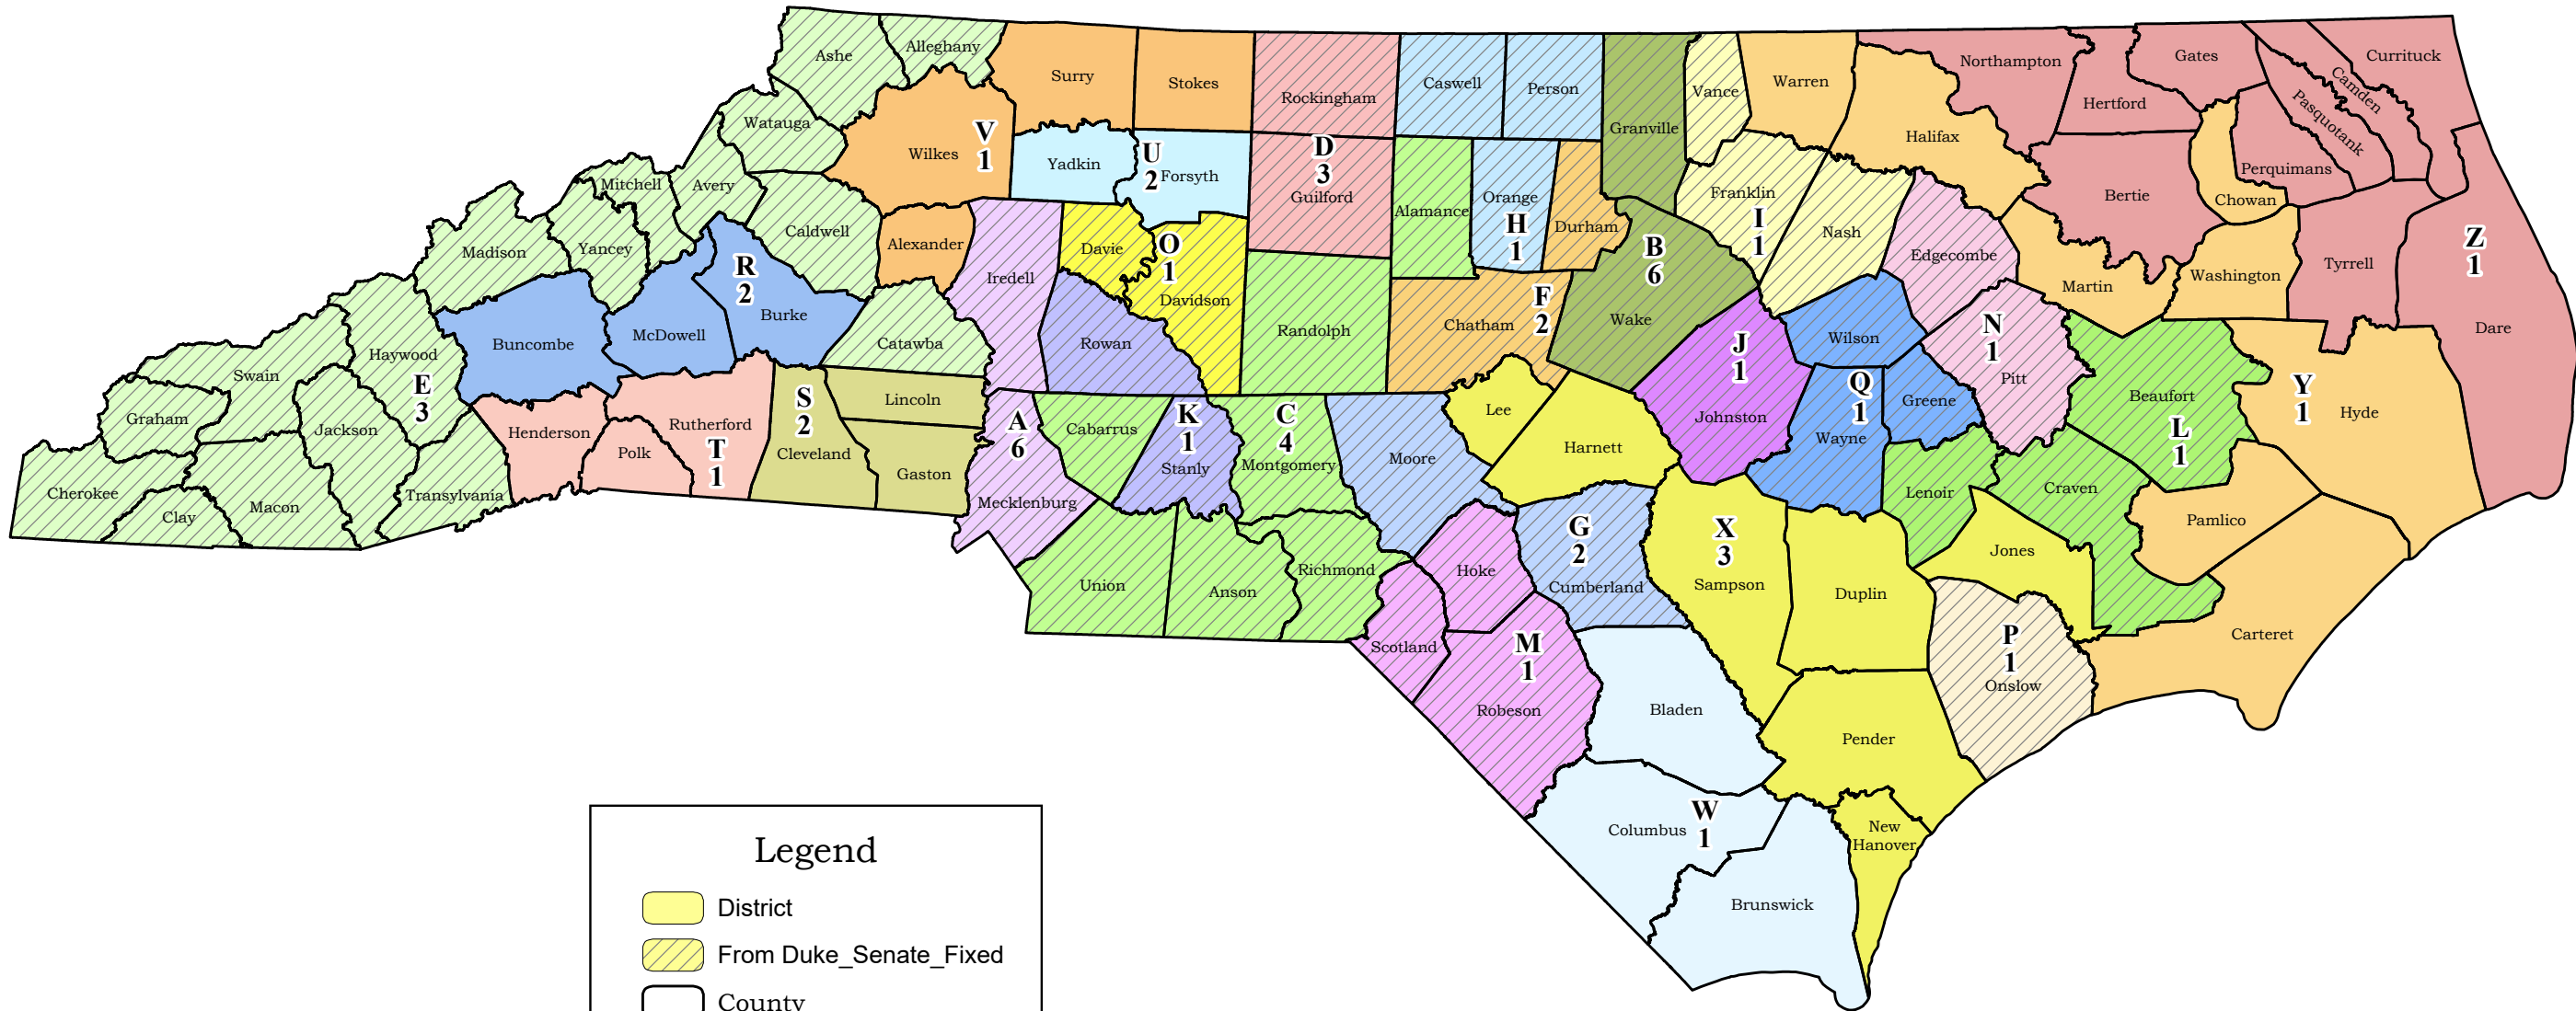 Ashe
Alleghany
Surry
Stokes
Rockingham
Caswell
Person
Granville
Vance
Warren
Northampton
Gates
Currituck
Camden
Pasquotank
Hertford
Halifax
Watauga
Wilkes
V
1
Yadkin
U
2
Forsyth
D
3
Guilford
Alamance
Orange
H
1
Durham
Franklin
I
1
Nash
Edgecombe
Bertie
Perquimans
Chowan
Mitchell
Avery
Madison
Yancey
Caldwell
Alexander
Iredell
Davie
O
1
Davidson
Randolph
Chatham
F
2
B
6
Wake
Martin
Washington
Tyrrell
Z
1
Dare
R
2
Burke
McDowell
Buncombe
Catawba
Rowan
J
1
Johnston
Wilson
N
1
Pitt
Beaufort
L
1
Y
1
Hyde
Haywood
E
3
Swain
Graham
Jackson
Henderson
Polk
Rutherford
T
1
S
2
Cleveland
Lincoln
Gaston
A
6
Mecklenburg
Cabarrus
K
1
Stanly
C
4
Montgomery
Moore
Lee
Harnett
Q
1
Wayne
Greene
Lenoir
Craven
Pamlico
Cherokee
Clay
Macon
Transylvania
Union
Anson
Richmond
Scotland
Hoke
G
2
Cumberland
X
3
Sampson
Duplin
Jones
Carteret
M
1
Robeson
Bladen
P
1
Onslow
Pender
Columbus
W
1
New
Hanover
Brunswick
Legend
District
From Duke_Senate_Fixed
County